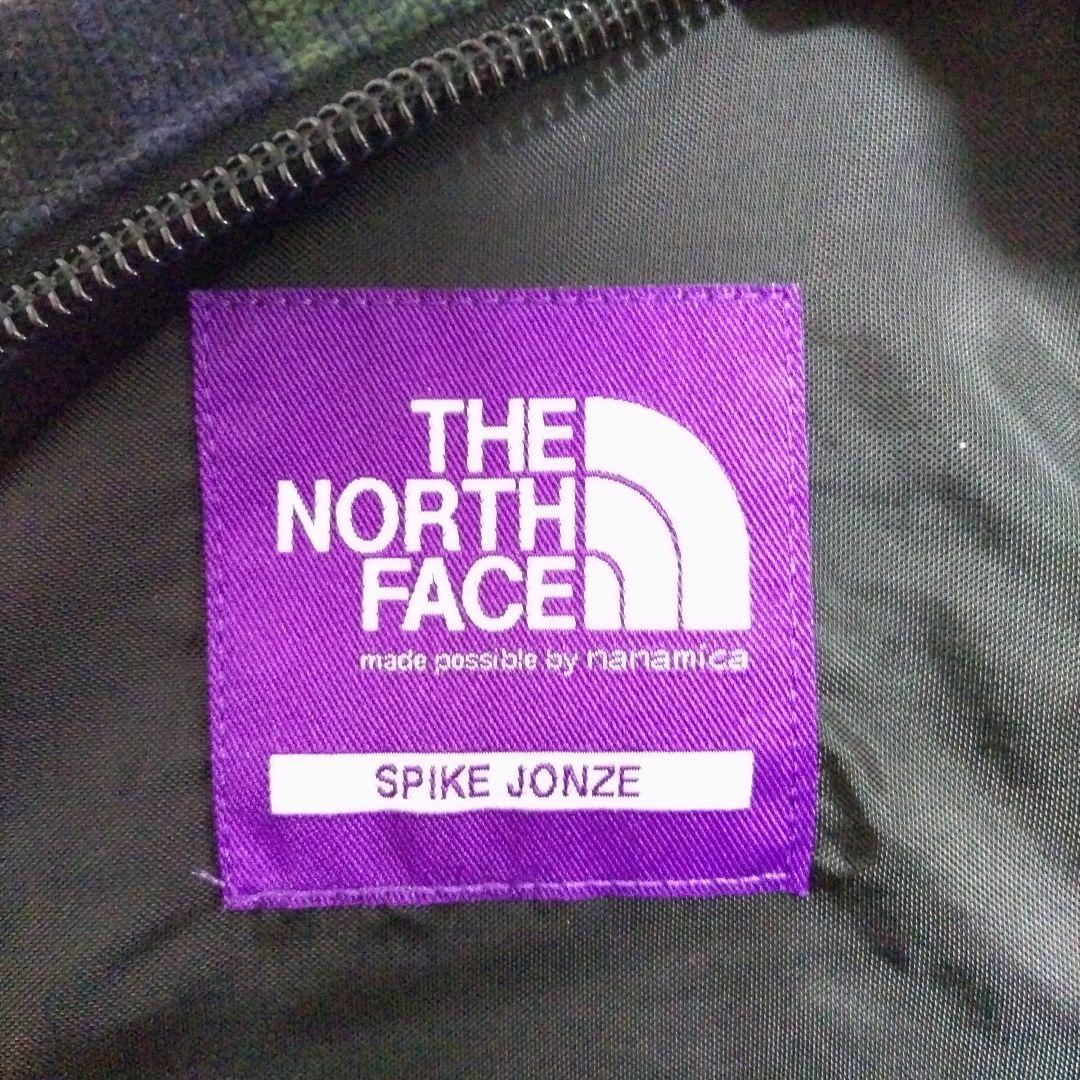 THE
NORTH
FACE
made possible by nanamica
SPIKE JONZE